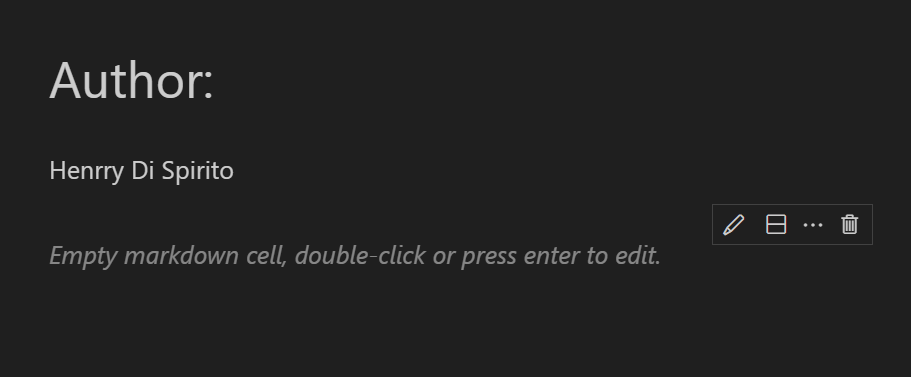 Author:
Henrry Di Spirito
Empty markdown cell, double-click or press enter to edit.